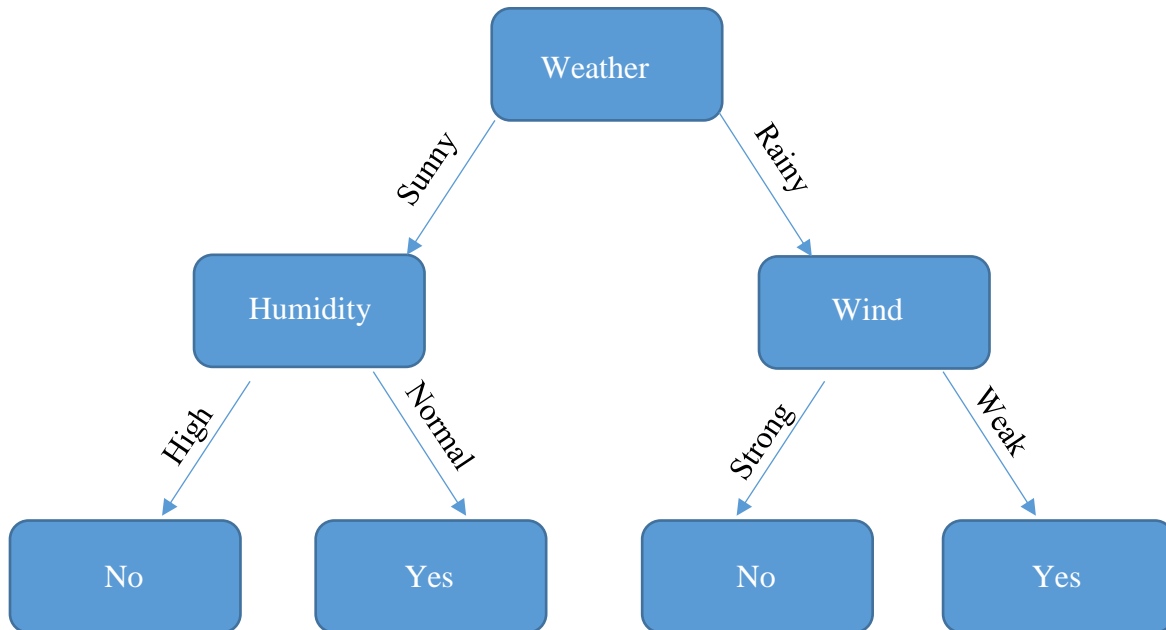 Weather
Sunny
Rainy
Humidity
Wind
High
Normal
Strong
Weak
No
Yes
No
Yes